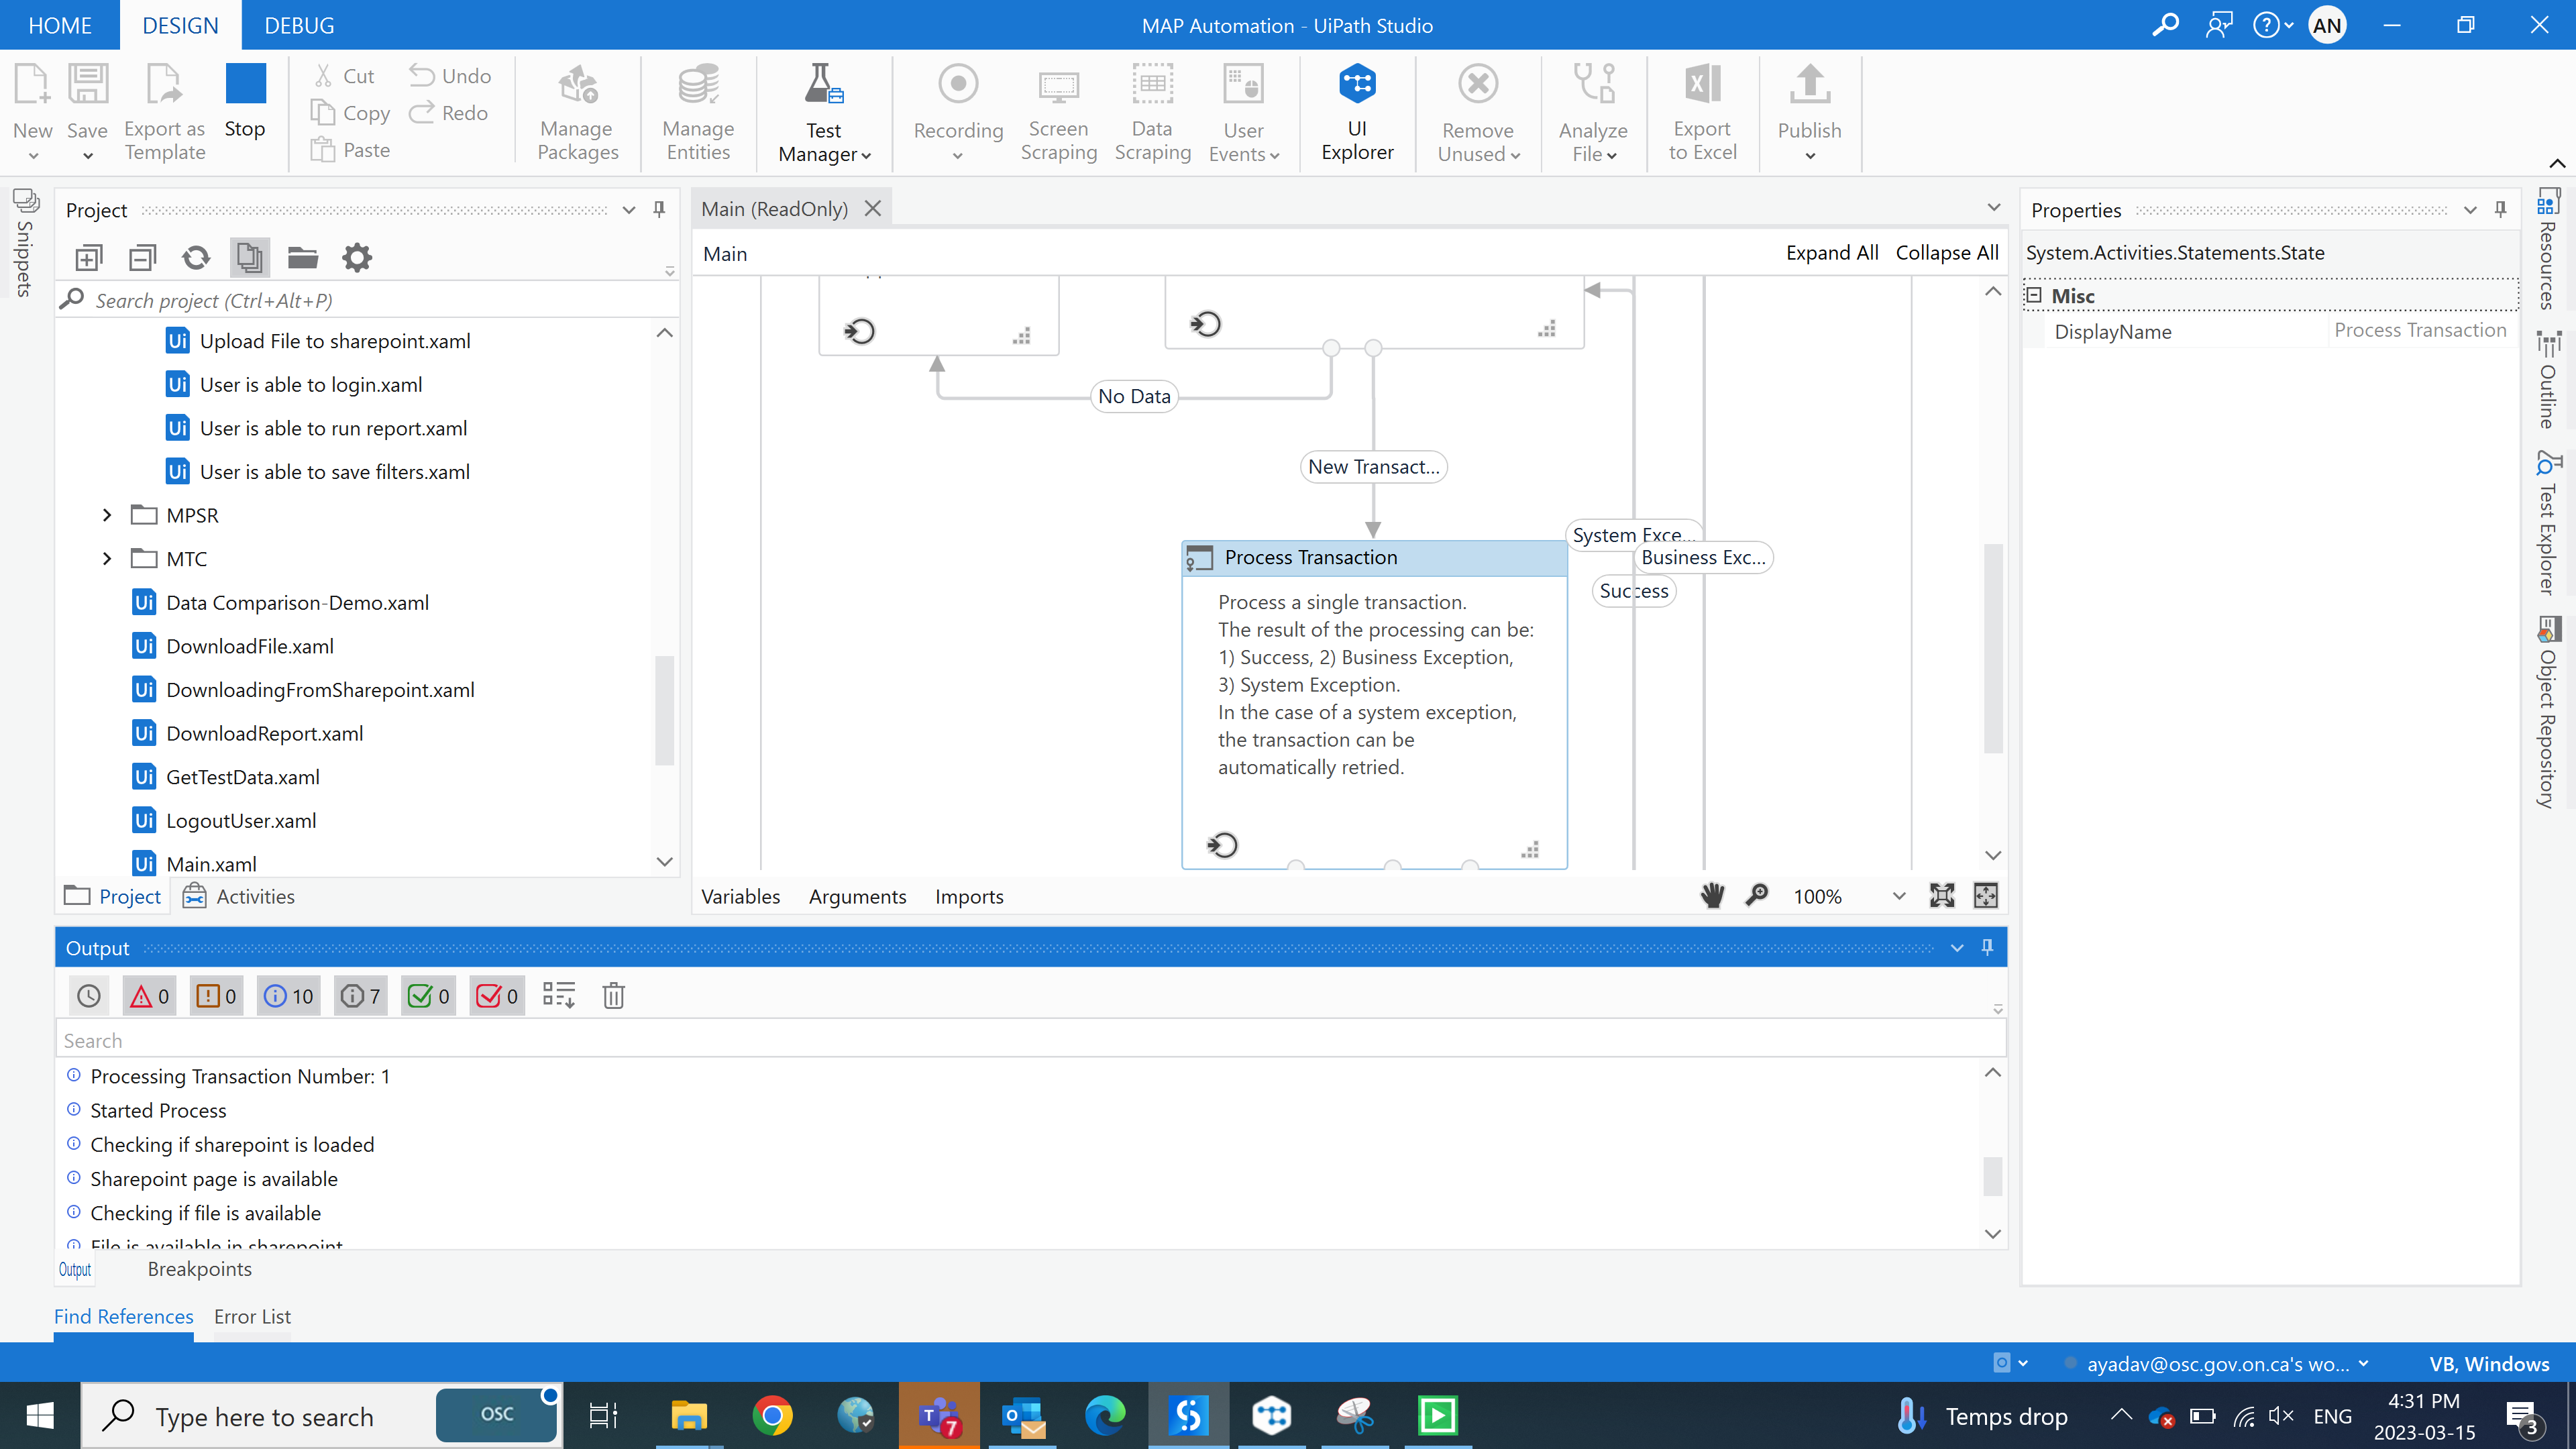 HOME DESIGN DEBUG
MAP Automation - UiPath Studio
AN
New
Save
Export as
Template
Stop
Cut
Copy
Paste
Undo
Redo
Manage
Packages
Manage
Entities
Test
Manager
Recording
Screen
Scraping
Data
Scraping
User
Events
UI
Explorer
Remove
Unused
Analyze
File
Export
to Excel
Publish
Snippets
Project
Search project (Ctrl+Alt+P)
Upload File to sharepoint.xaml
User is able to login.xaml
User is able to run report.xaml
User is able to save filters.xaml
MPSR
MTC
Data Comparison-Demo.xaml
DownloadFile.xaml
DownloadingFromSharepoint.xaml
DownloadReport.xaml
GetTestData.xaml
LogoutUser.xaml
Main.xaml
Project
Activities
Main (ReadOnly)
Main
Expand All Collapse All
No Data
New Transact...
System Exce...
Business Exc...
Success
Process Transaction
Process a single transaction.
The result of the processing can be:
1) Success, 2) Business Exception,
3) System Exception.
In the case of a system exception,
the transaction can be
automatically retried.
Variables Arguments Imports
100%
Properties
System.Activities.Statements.State
Misc
DisplayName Process Transaction
Resources
Outline
Test Explorer
Object Repository
Output
0 0 10 7 0 0
Search
Processing Transaction Number: 1
Started Process
Checking if sharepoint is loaded
Sharepoint page is available
Checking if file is available
File is available in sharepoint
Output Breakpoints
Find References Error List
ayadav@osc.gov.on.ca's wo... VB, Windows
Type here to search
OSC
7
Temps drop
ENG
4:31 PM
2023-03-15
3